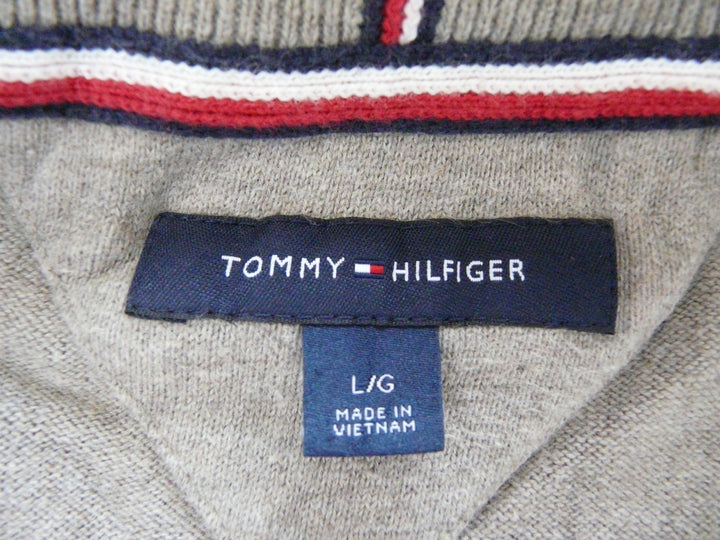 TOMMY HILFIGER
L/G
MADE IN
VIETNAM